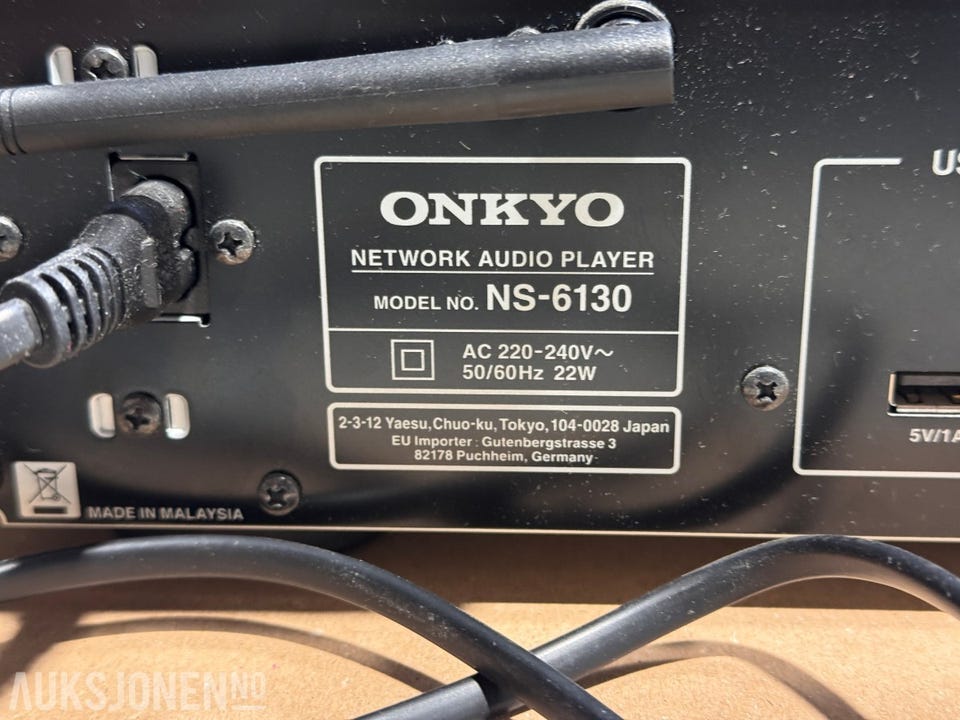 ONKYO
NETWORK AUDIO PLAYER
MODEL NO. NS-6130
AC 220-240V~
50/60Hz 22W
2-3-12 Yaesu, Chuo-ku, Tokyo, 104-0028 Japan
EU Importer : Gutenbergstrasse 3
82178 Puchheim, Germany
MADE IN MALAYSIA
US
5V/1A
AUKSJONEN.NO